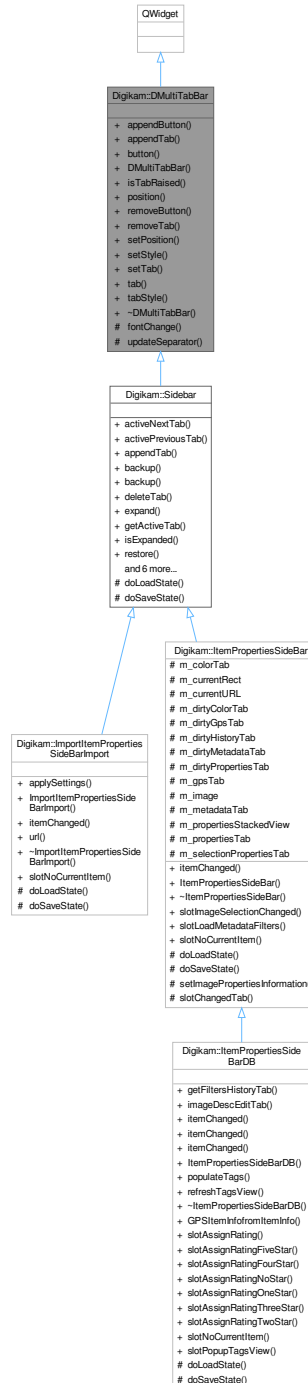 QWidget
Digikam::DMultiTabBar
+ appendButton()
+ appendTab()
+ button()
+ DMultiTabBar()
+ isTabRaised()
+ position()
+ removeButton()
+ removeTab()
+ setPosition()
+ setStyle()
+ setTab()
+ tab()
+ tabStyle()
+ ~DMultiTabBar()
# fontChange()
# updateSeparator()
Digikam::Sidebar
+ activeNextTab()
+ activePreviousTab()
+ appendTab()
+ backup()
+ backup()
+ deleteTab()
+ expand()
+ getActiveTab()
+ isExpanded()
+ restore()
and 6 more...
# doLoadState()
# doSaveState()
Digikam::ImportItemProperties
SideBarImport
+ applySettings()
+ ImportItemPropertiesSide
BarImport()
+ itemChanged()
+ url()
+ ~ImportItemPropertiesSide
BarImport()
+ slotNoCurrentItem()
# doLoadState()
# doSaveState()
Digikam::ItemPropertiesSideBar
# m_colorTab
# m_currentRect
# m_currentURL
# m_dirtyColorTab
# m_dirtyGpsTab
# m_dirtyHistoryTab
# m_dirtyMetadataTab
# m_dirtyPropertiesTab
# m_gpsTab
# m_image
# m_metadataTab
# m_propertiesStackedView
# m_propertiesTab
# m_selectionPropertiesTab
+ itemChanged()
+ ItemPropertiesSideBar()
+ ~ItemPropertiesSideBar()
+ slotImageSelectionChanged()
+ slotLoadMetadataFilters()
+ slotNoCurrentItem()
# doLoadState()
# doSaveState()
# setImagePropertiesInformation()
# slotChangedTab()
Digikam::ItemPropertiesSide
BarDB
+ getFiltersHistoryTab()
+ imageDescEditTab()
+ itemChanged()
+ itemChanged()
+ itemChanged()
+ ItemPropertiesSideBarDB()
+ populateTags()
+ refreshTagsView()
+ ~ItemPropertiesSideBarDB()
+ GPSItemInfofromItemInfo()
+ slotAssignRating()
+ slotAssignRatingFiveStar()
+ slotAssignRatingFourStar()
+ slotAssignRatingNoStar()
+ slotAssignRatingOneStar()
+ slotAssignRatingThreeStar()
+ slotAssignRatingTwoStar()
+ slotNoCurrentItem()
+ slotPopupTagsView()
# doLoadState()
# doSaveState()